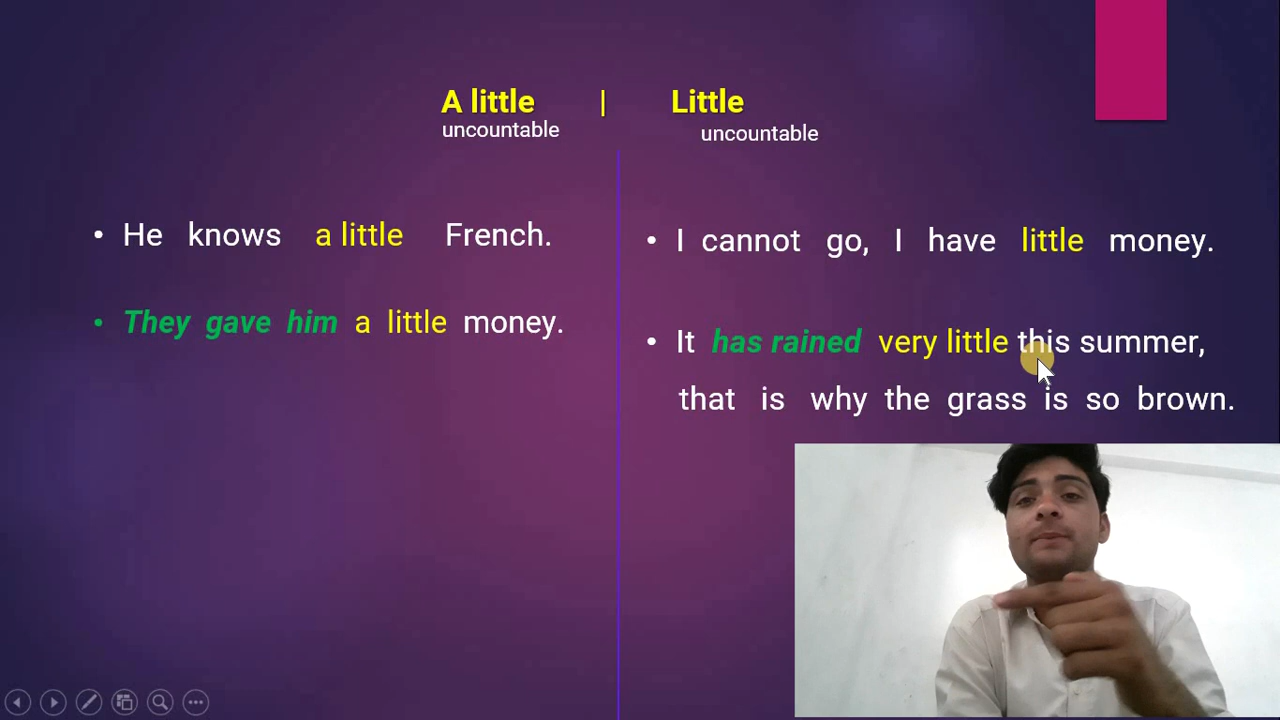 A little | Little
uncountable uncountable
• He knows a little French.
• They gave him a little money.
• I cannot go, I have little money.
• It has rained very little this summer,
that is why the grass is so brown.